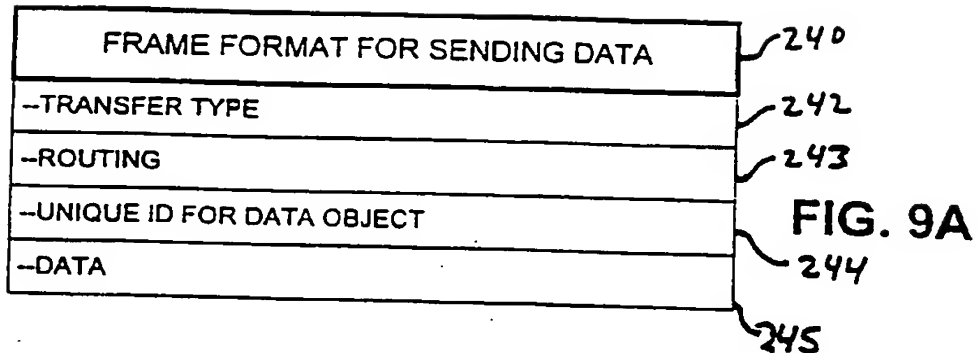 FRAME FORMAT FOR SENDING DATA
240
--TRANSFER TYPE
242
--ROUTING
243
--UNIQUE ID FOR DATA OBJECT
244
FIG. 9A
--DATA
245